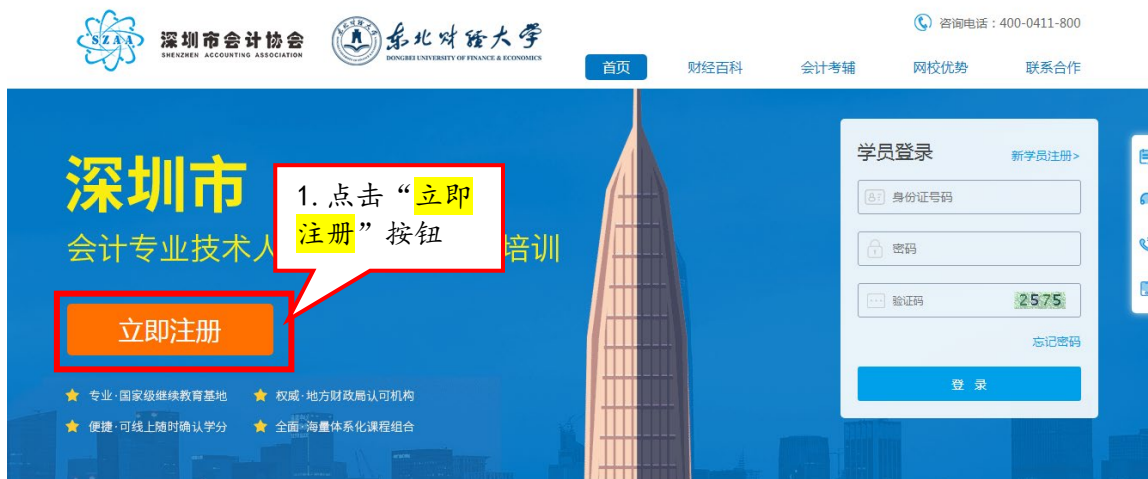 SZAA
深圳市会计协会
SHENZHEN ACCOUNTING ASSOCIATION
东北财经大学
DONGBEI UNIVERSITY OF FINANCE & ECONOMICS
咨询电话：400-0411-800
首页 财经百科 会计考辅 网校优势 联系合作
深圳市
会计专业技术人
培训
1.点击“立即
注册”按钮
立即注册
专业·国家级继续教育基地 权威·地方财政局认可机构
便捷·可线上随时确认学分 全面·海量体系化课程组合
学员登录 新学员注册>
身份证号码
密码
验证码 2575
忘记密码
登 录